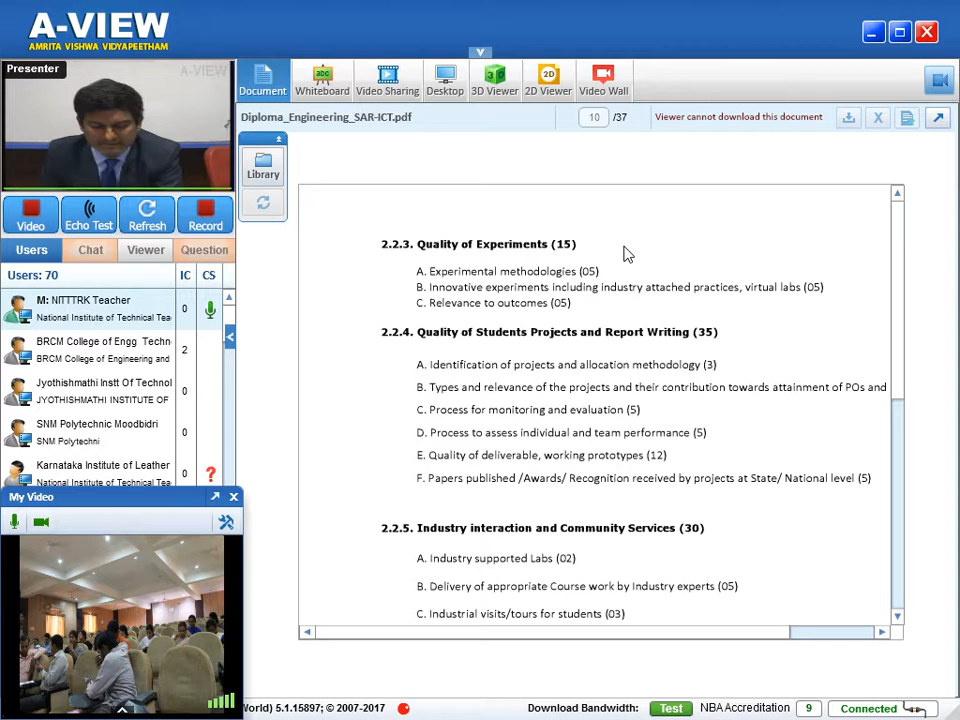 A-VIEW
AMRITA VISHWA VIDYAPEETHAM
Presenter
A-VIEW
Document
abc
Whiteboard
Video Sharing
Desktop
3D
3D Viewer
2D
2D Viewer
Video Wall
Diploma_Engineering_SAR-ICT.pdf
10 /37
Viewer cannot download this document
X
Library
Video
Echo Test
Refresh
Record
Users
Chat
Viewer
Question
Users: 70
IC
CS
M: NITTTRK Teacher
National Institute of Technical Tea
0
BRCM College of Engg Techn
BRCM College of Engineering and
2
Jyothishmathi Instt Of Technol
JYOTHISHMATHI INSTITUTE OF
0
SNM Polytechnic Moodbidri
SNM Polytechni
0
Karnataka Institute of Leather
National Institute of Technical Tea
0
?
My Video
2.2.3. Quality of Experiments (15)
A. Experimental methodologies (05)
B. Innovative experiments including industry attached practices, virtual labs (05)
C. Relevance to outcomes (05)
2.2.4. Quality of Students Projects and Report Writing (35)
A. Identification of projects and allocation methodology (3)
B. Types and relevance of the projects and their contribution towards attainment of POs and
C. Process for monitoring and evaluation (5)
D. Process to assess individual and team performance (5)
E. Quality of deliverable, working prototypes (12)
F. Papers published /Awards/ Recognition received by projects at State/ National level (5)
2.2.5. Industry interaction and Community Services (30)
A. Industry supported Labs (02)
B. Delivery of appropriate Course work by Industry experts (05)
C. Industrial visits/tours for students (03)
World) 5.1.15897; © 2007-2017
Download Bandwidth:
Test
NBA Accreditation
9
Connected